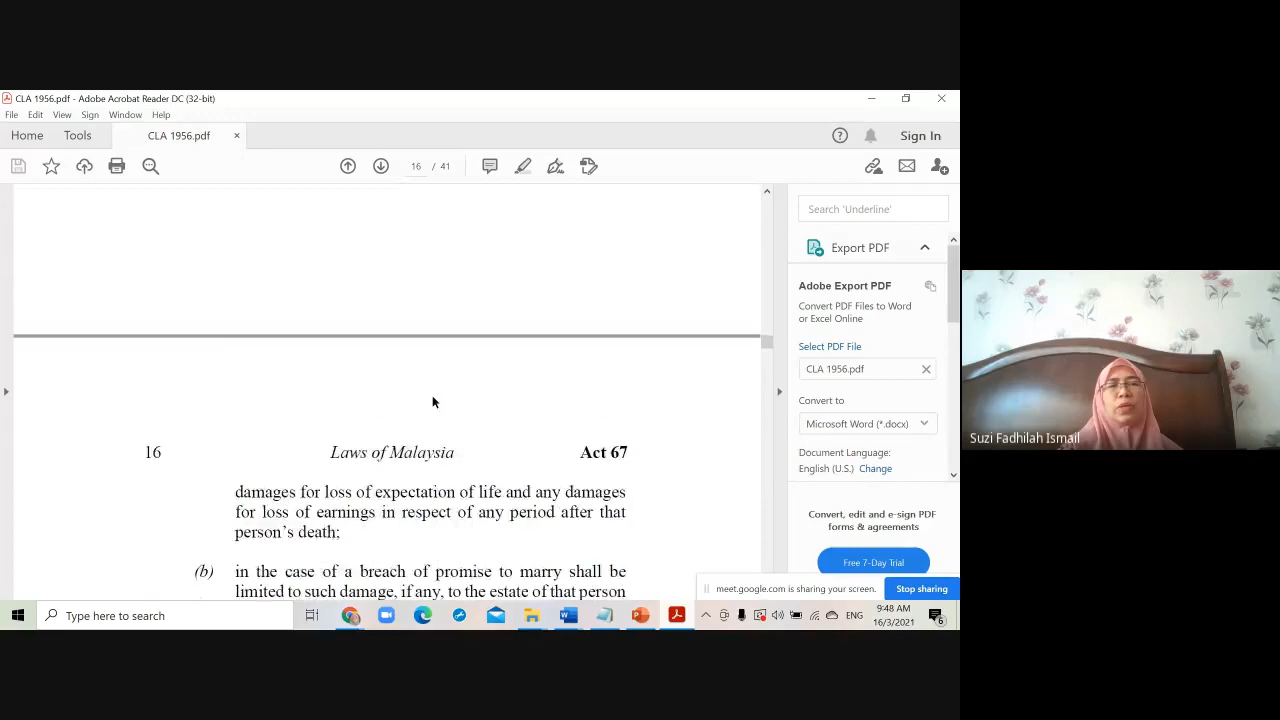 CLA 1956.pdf - Adobe Acrobat Reader DC (32-bit)
File Edit View Sign Window Help
Home Tools CLA 1956.pdf × Sign In
16 / 41
Search 'Underline'
Export PDF
Adobe Export PDF
Convert PDF Files to Word
or Excel Online
Select PDF File
CLA 1956.pdf
Convert to
Microsoft Word (*.docx)
Document Language:
English (U.S.) Change
Convert, edit and e-sign PDF
forms & agreements
Free 7-Day Trial
16 Laws of Malaysia Act 67
damages for loss of expectation of life and any damages
for loss of earnings in respect of any period after that
person's death;
(b) in the case of a breach of promise to marry shall be
limited to such damage, if any, to the estate of that person
meet.google.com is sharing your screen. Stop sharing
Type here to search
ENG
9:48 AM
16/3/2021
6
Suzi Fadhilah Ismail